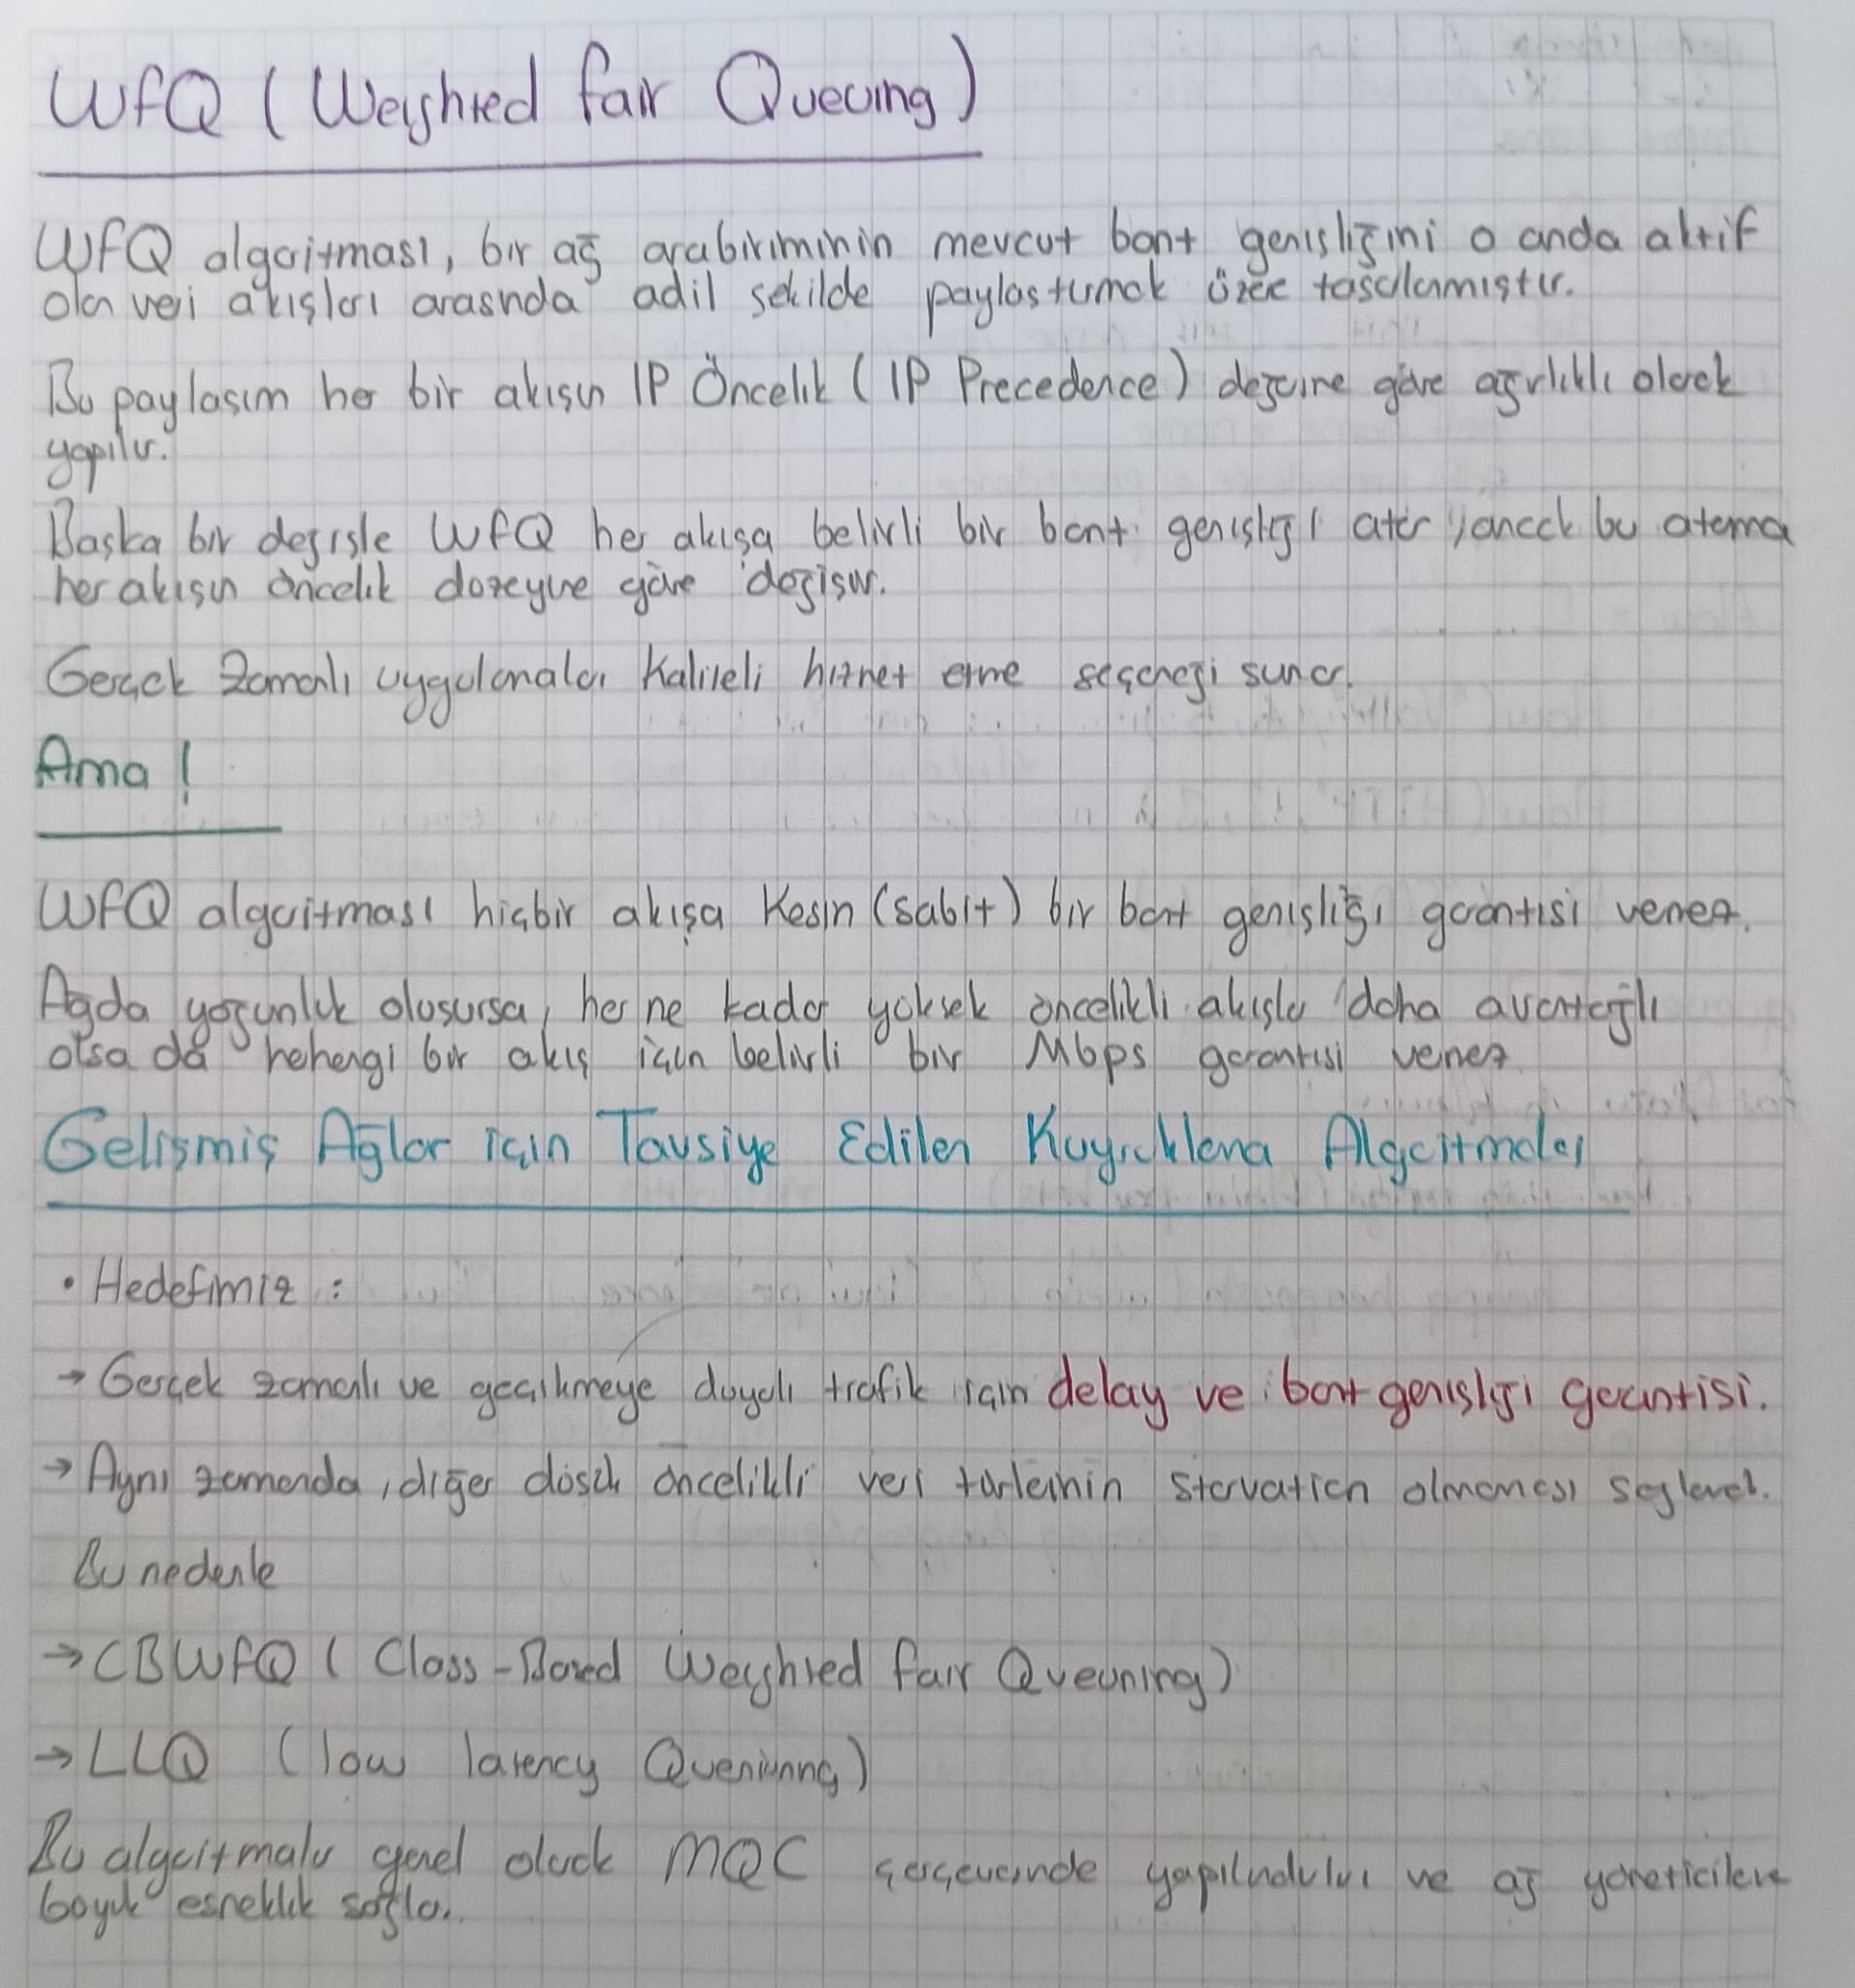 WFQ (Weighted Fair Queuing)
WFQ algoritması, bir ağ arabiriminin mevcut bant genişliğini o anda aktif
olan veri akışları arasında adil şekilde paylaştırmak üzere tasarlanmıştır.
Bu paylaşım her bir akışın IP Öncelik (IP Precedence) değerine göre ağırlıklı olarak
yapılır.
Başka bir değişle WFQ her akışa belirli bir bant genişliği atar, ancak bu atama
her akışın öncelik düzeyine göre değişir.
Gerçek zamanlı uygulamaları kaliteli hizmet etme seçeneği sunar.
Ama!
WFQ algoritması hiçbir akışa kesin (sabit) bir bant genişliği garantisi vermez.
Ağda yoğunluk oluşursa, her ne kadar yüksek öncelikli akışlar daha avantajlı
olsa da herhangi bir akış için belirli bir Mbps garantisi vermez
Gelişmiş Ağlar için Tavsiye Edilen Kuyruklama Algoritmaları
• Hedefimiz :
→ Gerçek zamanlı ve gecikmeye duyarlı trafik için delay ve bant genişliği garantisi.
→ Aynı zamanda, diğer düşük öncelikli veri türlerinin starvation olmaması sağlamak.
Bu nedenle
→ CBWFQ ( Class-Based Weighted Fair Queuning)
→ LLQ (low latency Queniunng)
Bu algoritmalar genel olarak MQC çerçevesinde yapılandırılır ve ağ yöneticilere
büyük esneklik sağlar.